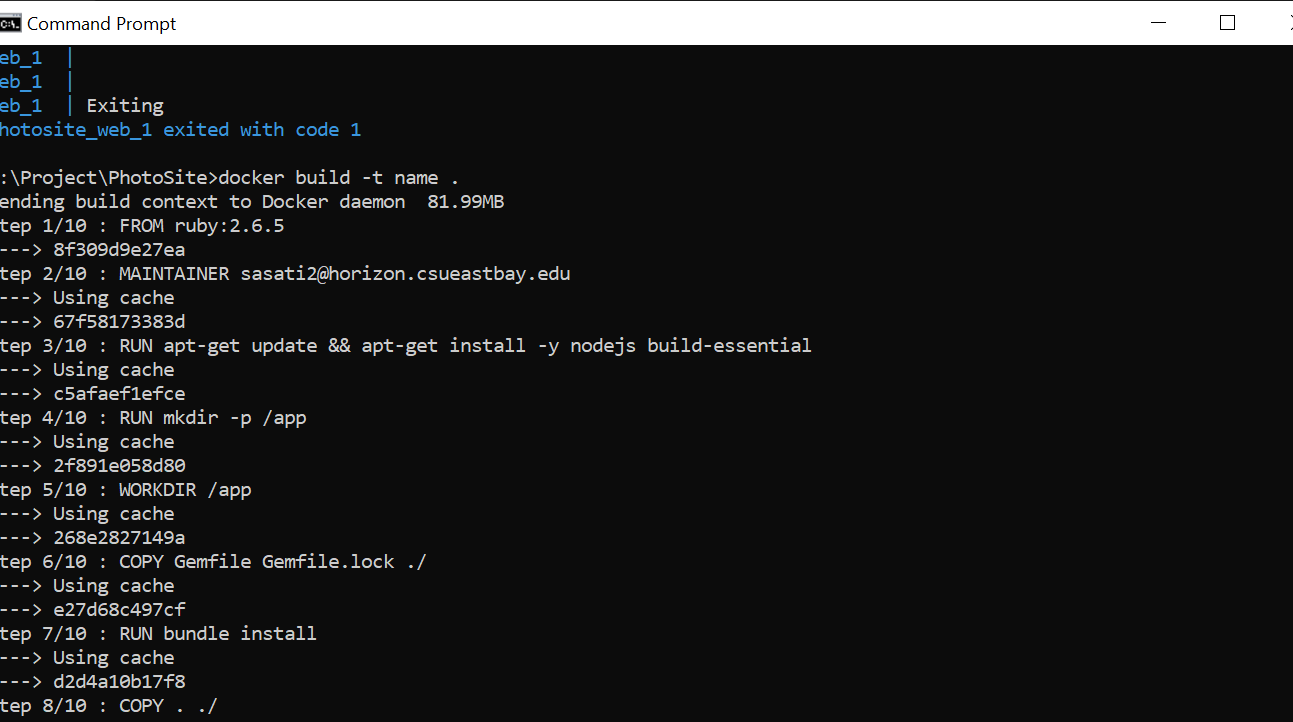 Command Prompt
eb_1 |
eb_1 |
eb_1 | Exiting
hotosite_web_1 exited with code 1
:\Project\PhotoSite>docker build -t name .
ending build context to Docker daemon  81.99MB
tep 1/10 : FROM ruby:2.6.5
---> 8f309d9e27ea
tep 2/10 : MAINTAINER sasati2@horizon.csueastbay.edu
---> Using cache
---> 67f58173383d
tep 3/10 : RUN apt-get update && apt-get install -y nodejs build-essential
---> Using cache
---> c5afaef1efce
tep 4/10 : RUN mkdir -p /app
---> Using cache
---> 2f891e058d80
tep 5/10 : WORKDIR /app
---> Using cache
---> 268e2827149a
tep 6/10 : COPY Gemfile Gemfile.lock ./
---> Using cache
---> e27d68c497cf
tep 7/10 : RUN bundle install
---> Using cache
---> d2d4a10b17f8
tep 8/10 : COPY . ./